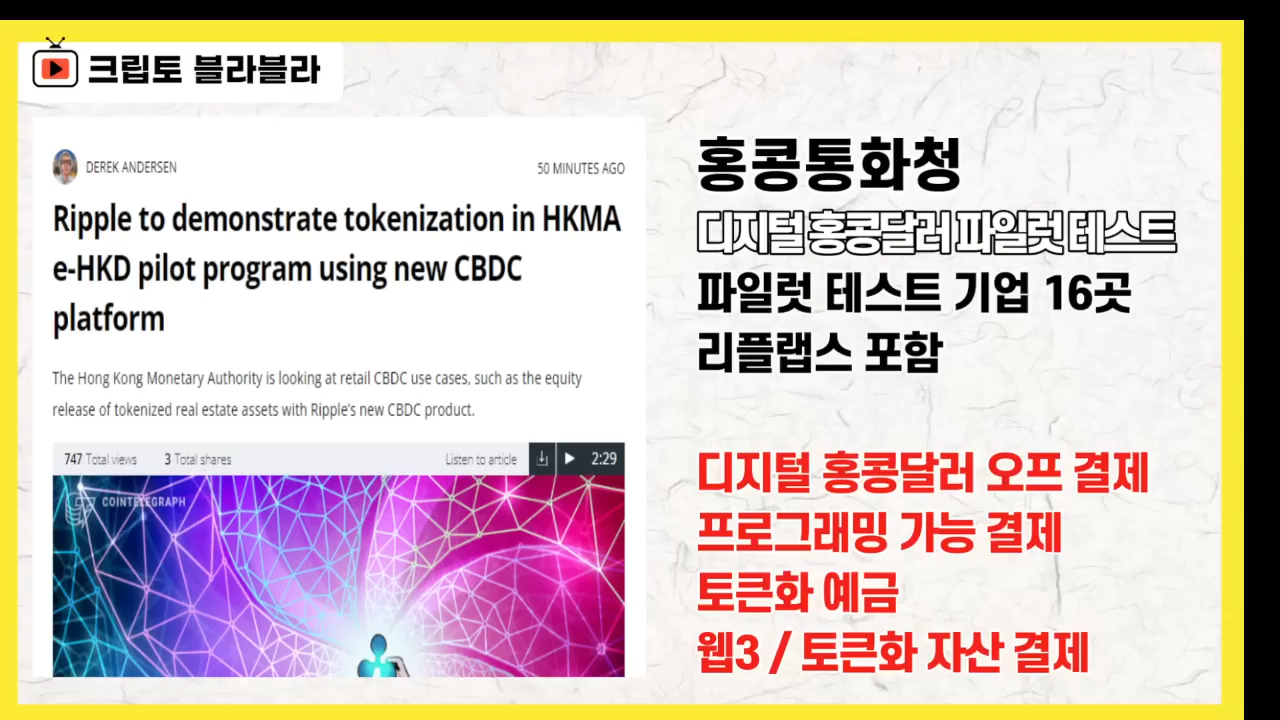 크립토 블라블라
DEREK ANDERSEN
50 MINUTES AGO
Ripple to demonstrate tokenization in HKMA
e-HKD pilot program using new CBDC
platform
The Hong Kong Monetary Authority is looking at retail CBDC use cases, such as the equity
release of tokenized real estate assets with Ripple's new CBDC product.
747 Total views 3 Total shares Listen to article 2:29
COINTELEGRAPH
홍콩통화청
디지털 홍콩달러 파일럿 테스트
파일럿 테스트 기업 16곳
리플랩스 포함
디지털 홍콩달러 오프 결제
프로그래밍 가능 결제
토큰화 예금
웹3 / 토큰화 자산 결제